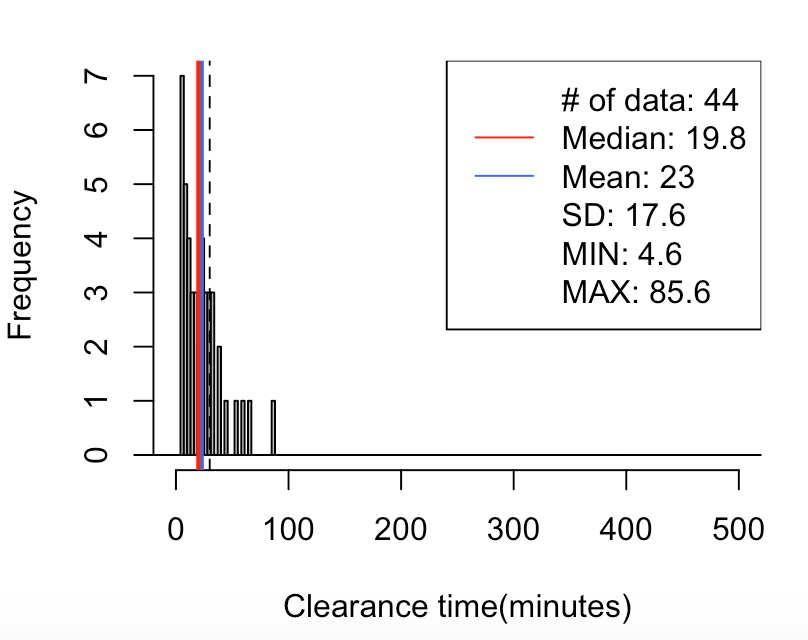 # of data: 44
Median: 19.8
Mean: 23
SD: 17.6
MIN: 4.6
MAX: 85.6
Frequency
7
6
5
4
3
2
1
0
0 100 200 300 400 500
Clearance time(minutes)